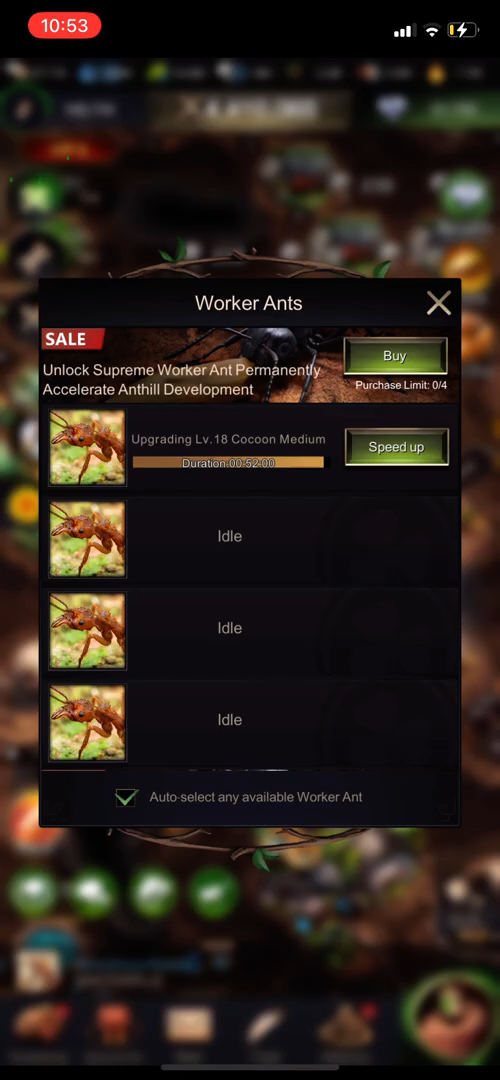 10:53
Worker Ants
SALE
Unlock Supreme Worker Ant Permanently
Accelerate Anthill Development
Buy
Purchase Limit: 0/4
Upgrading Lv.18 Cocoon Medium
Duration:00:52:00
Speed up
Idle
Idle
Idle
Auto-select any available Worker Ant